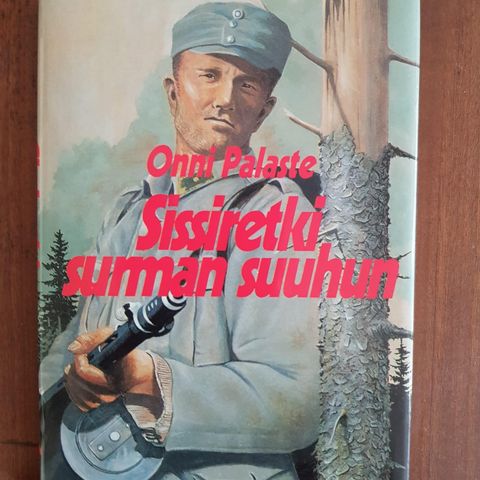 Onni Palaste
Sissiretki
surman suuhun